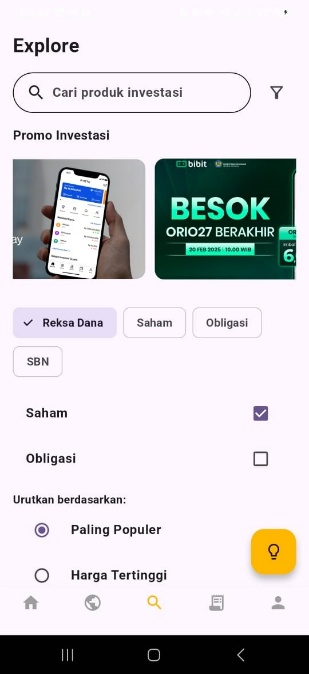 Explore
Cari produk investasi
Promo Investasi
ay
bibit
BESOK
ORIO27 BERAKHIR
20 FEB 2025 | 10.00 WIB
OR
6
Reksa Dana
Saham
Obligasi
SBN
Saham
Obligasi
Urutkan berdasarkan:
Paling Populer
Harga Tertinggi